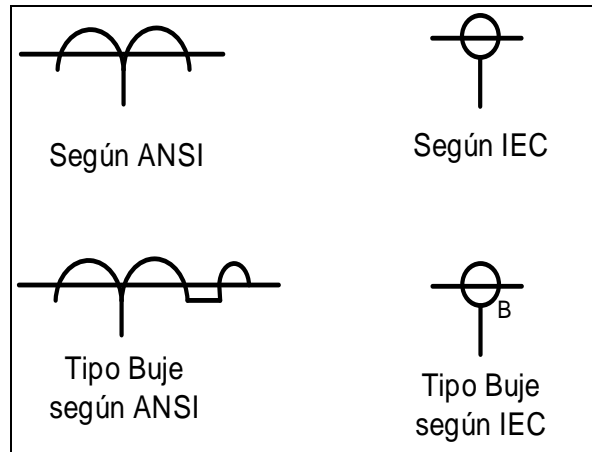 Según ANSI
Según IEC
B
Tipo Buje
según ANSI
Tipo Buje
según IEC